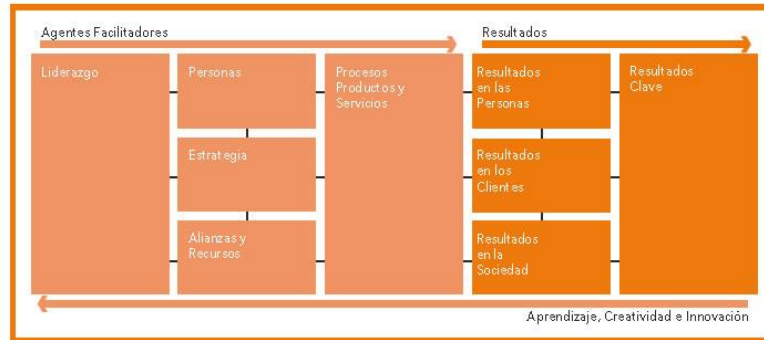 Agentes Facilitadores
Resultados
Liderazgo
Personas
Procesos
Productos y
Servicios
Resultados
en las
Personas
Resultados
Clave
Estrategia
Resultados
en los
Clientes
Alianzas y
Recursos
Resultados
en la
Sociedad
Aprendizaje, Creatividad e Innovación